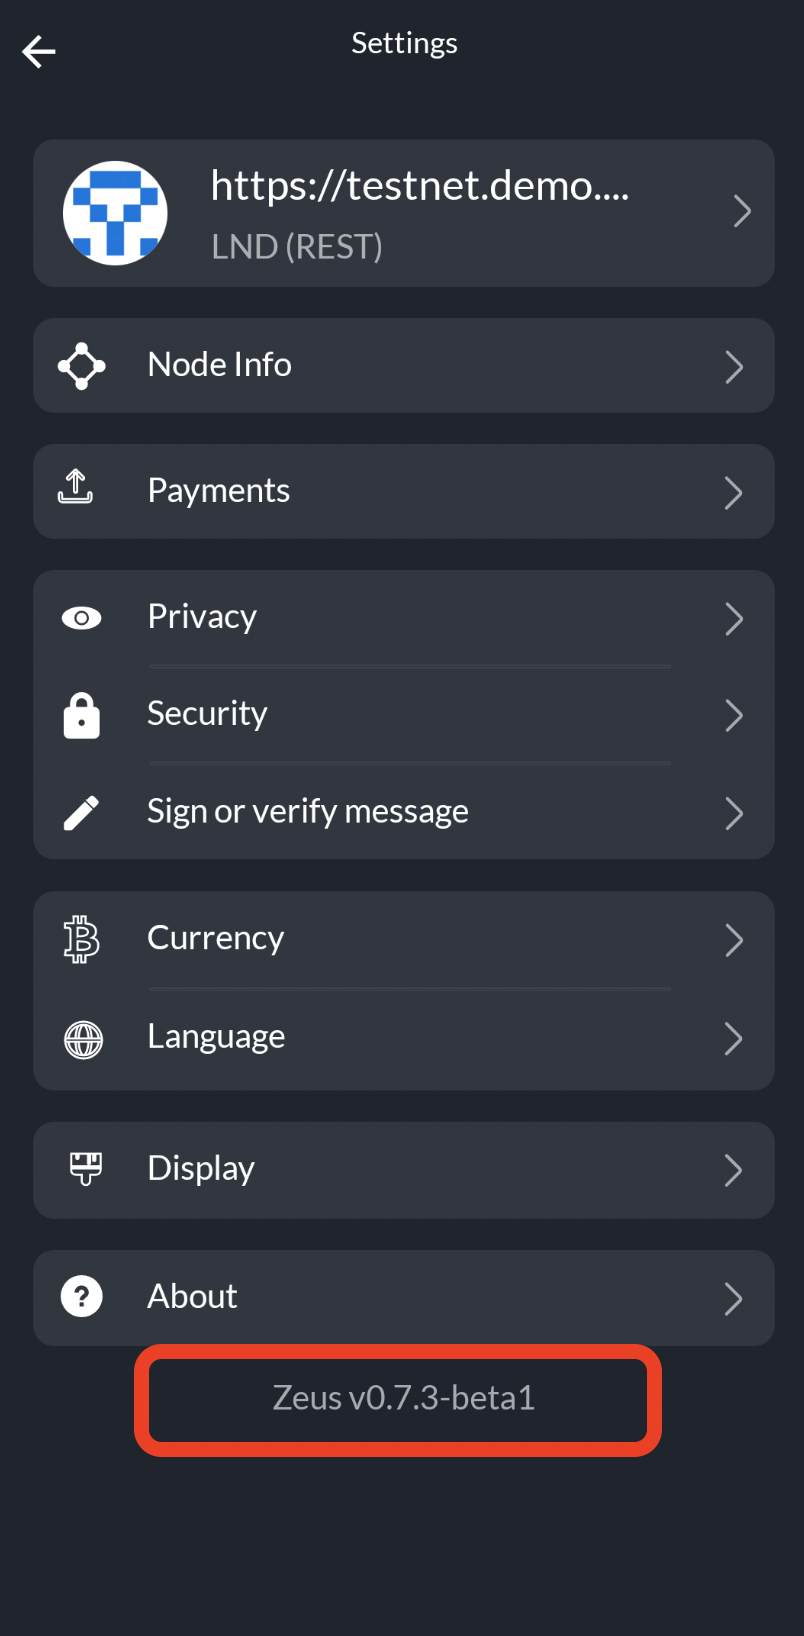 Settings
https://testnet.demo....
LND (REST)
Node Info
Payments
Privacy
Security
Sign or verify message
Currency
Language
Display
About
Zeus v0.7.3-beta1